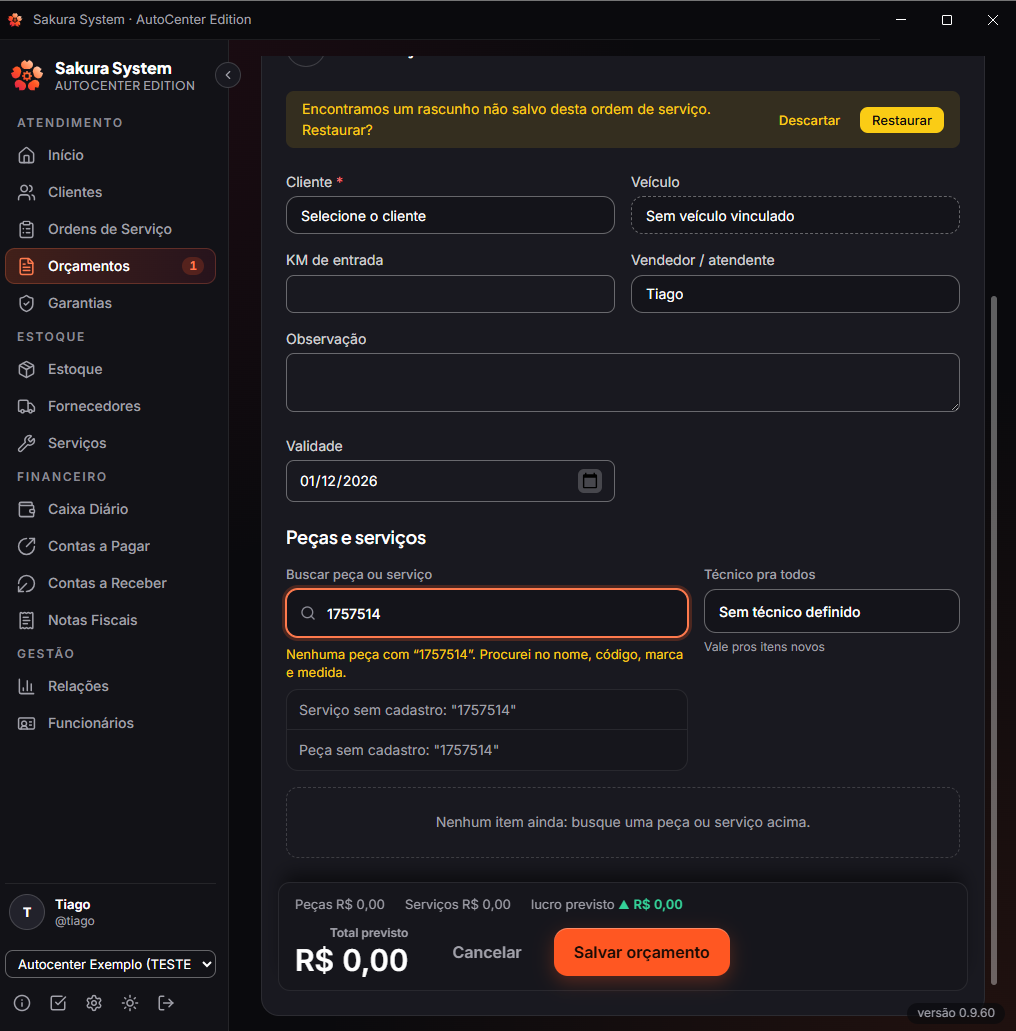 Sakura System · AutoCenter Edition
Sakura System
AUTOCENTER EDITION
ATENDIMENTO
Início
Clientes
Ordens de Serviço
Orçamentos 1
Garantias
ESTOQUE
Estoque
Fornecedores
Serviços
FINANCEIRO
Caixa Diário
Contas a Pagar
Contas a Receber
Notas Fiscais
GESTÃO
Relações
Funcionários
T
Tiago
@tiago
Autocenter Exemplo (TESTE
Encontramos um rascunho não salvo desta ordem de serviço.
Restaurar?
Descartar
Restaurar
Cliente *
Veículo
Selecione o cliente
Sem veículo vinculado
KM de entrada
Vendedor / atendente
Tiago
Observação
Validade
01/12/2026
Peças e serviços
Buscar peça ou serviço
Técnico pra todos
1757514
Sem técnico definido
Vale pros itens novos
Nenhuma peça com “1757514”. Procurei no nome, código, marca
e medida.
Serviço sem cadastro: "1757514"
Peça sem cadastro: "1757514"
Nenhum item ainda: busque uma peça ou serviço acima.
Peças R$ 0,00 Serviços R$ 0,00 lucro previsto ▲ R$ 0,00
Total previsto
R$ 0,00
Cancelar
Salvar orçamento
versão 0.9.60